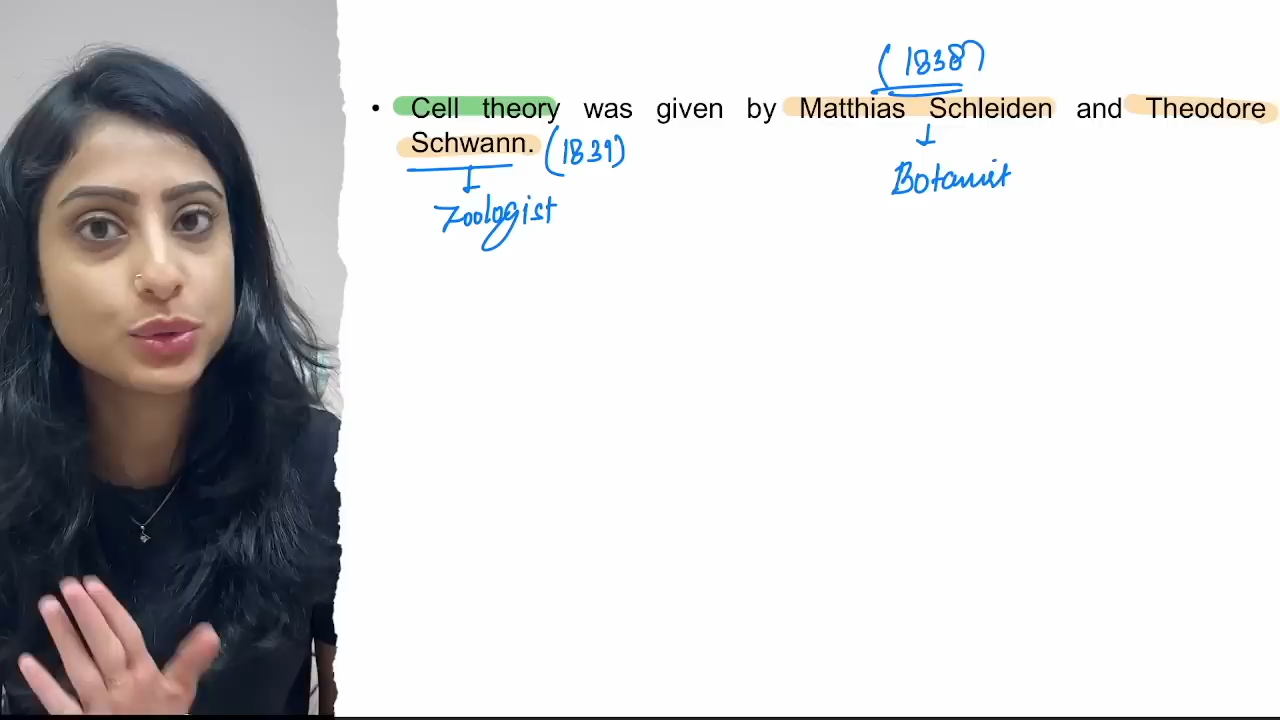 (1838)
• Cell theory was given by Matthias Schleiden and Theodore
Schwann. (1839)
Botanist
Zoologist